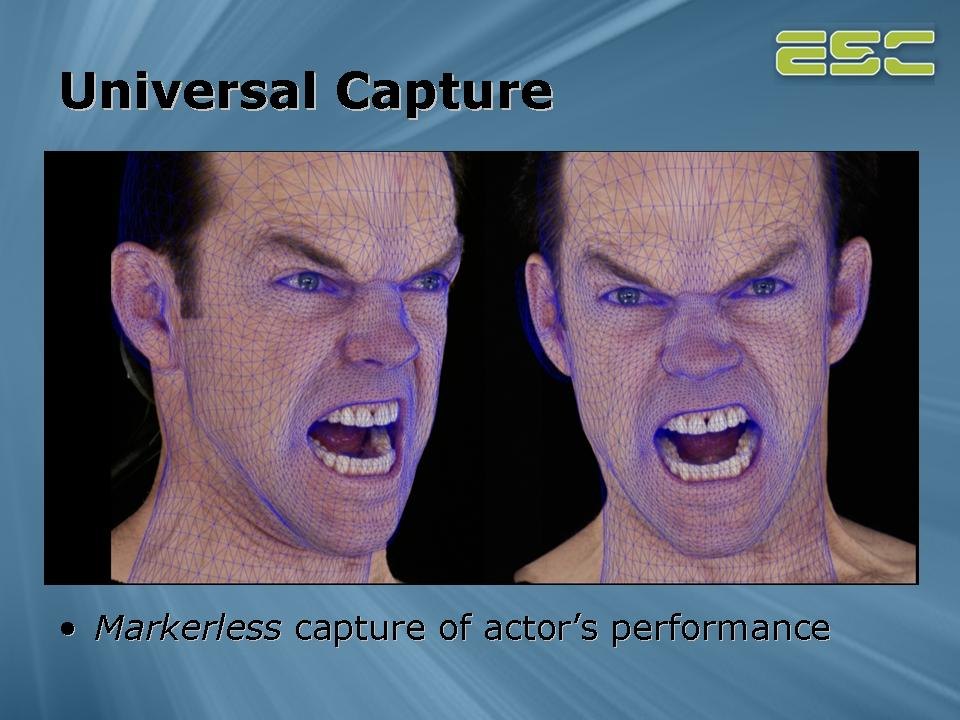 ESC
Universal Capture
• Markerless capture of actor’s performance